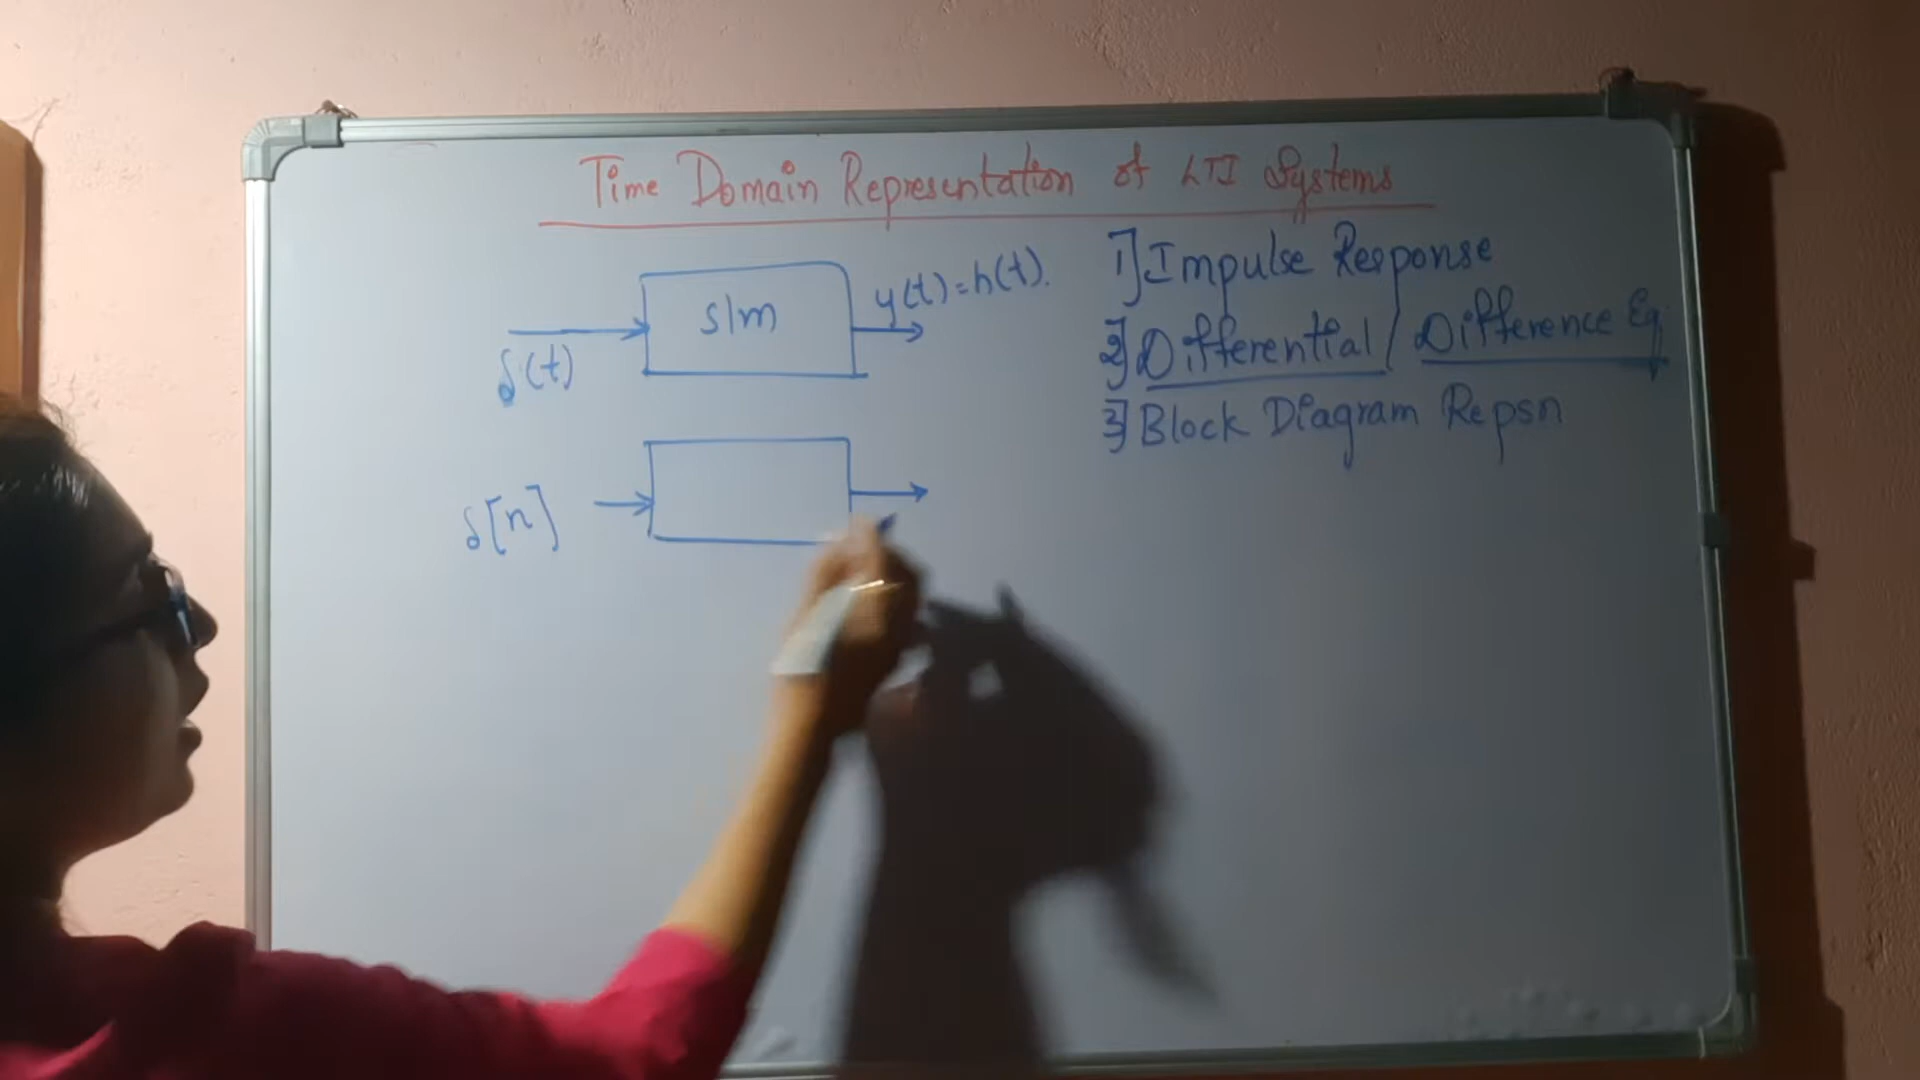 Time Domain Representation of LTI Systems
δ(t)
s/m
y(t)=h(t).
δ[n]
1] Impulse Response
2] Differential / Difference Eq
3] Block Diagram Repsn